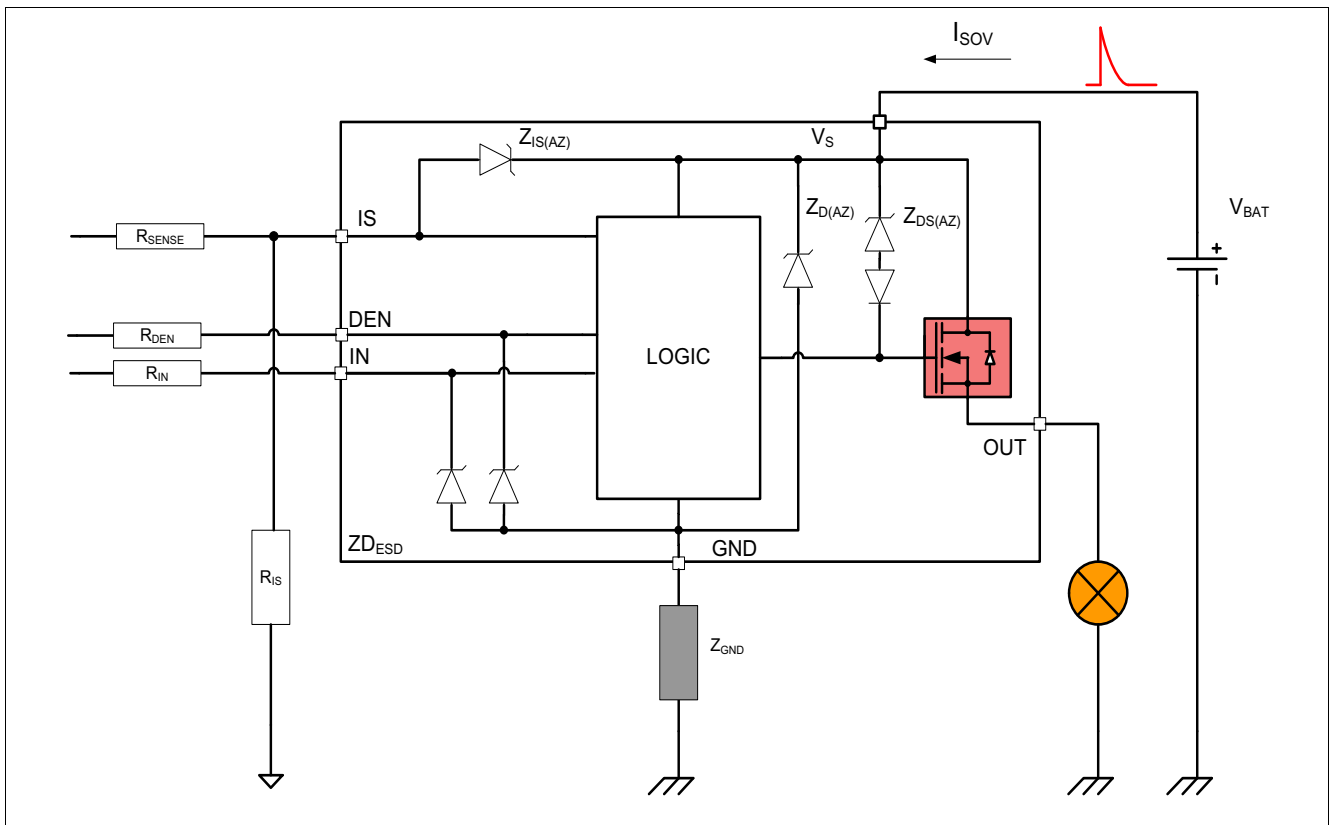 ISOV
ZIS(AZ)
VS
ZD(AZ)
ZDS(AZ)
VBAT
+
-
IS
RSENSE
DEN
RDEN
IN
RIN
LOGIC
OUT
ZDESD
GND
RIS
ZGND